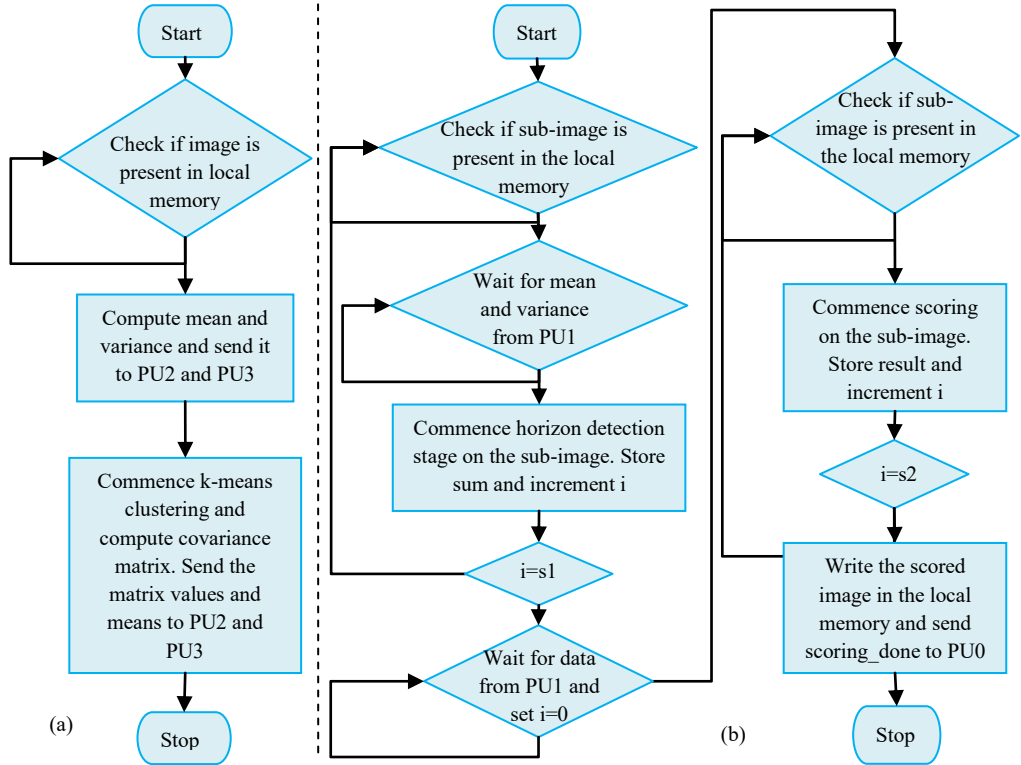 Start
Check if image is
present in local
memory
Compute mean and
variance and send it
to PU2 and PU3
Commence k-means
clustering and
compute covariance
matrix. Send the
matrix values and
means to PU2 and
PU3
Stop
(a)
Start
Check if sub-image is
present in the local
memory
Wait for mean
and variance
from PU1
Commence horizon detection
stage on the sub-image. Store
sum and increment i
i=s1
Wait for data
from PU1 and
set i=0
Check if sub-
image is present in
the local memory
Commence scoring
on the sub-image.
Store result and
increment i
i=s2
Write the scored
image in the local
memory and send
scoring_done to PU0
Stop
(b)